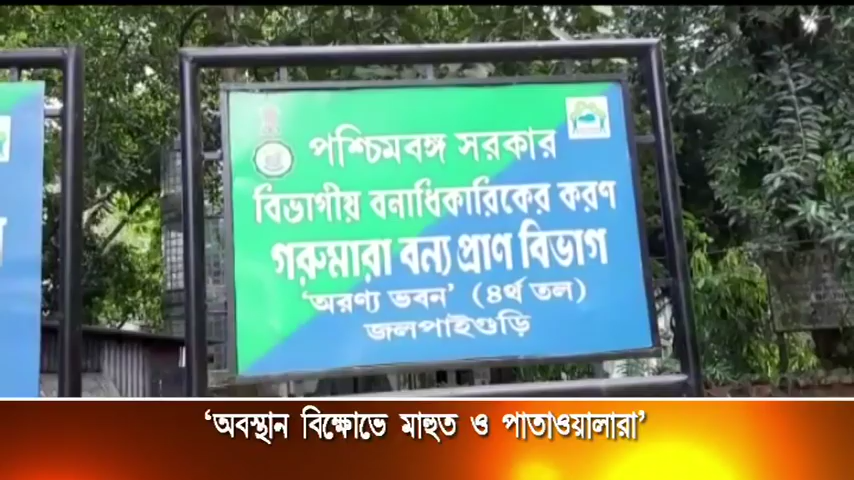 পশ্চিমবঙ্গ সরকার
বিভাগীয় বনাধিকারিকের করণ
গরুমারা বন্য প্রাণ বিভাগ
'অরণ্য ভবন' (৪র্থ তল)
জলপাইগুড়ি
‘অবস্থান বিক্ষোভে মাহুত ও পাতাওয়ালারা’